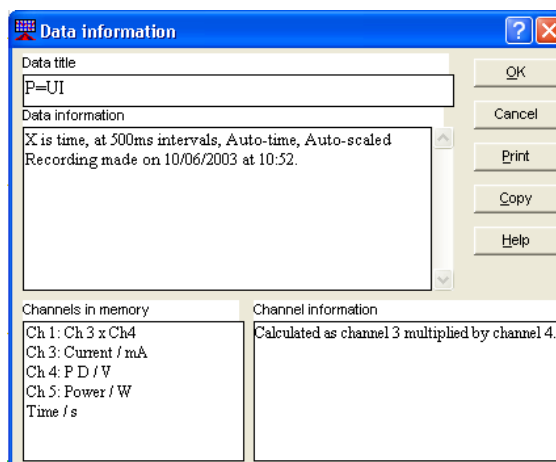 Data information
Data title
P=UI
Data information
X is time, at 500ms intervals, Auto-time, Auto-scaled
Recording made on 10/06/2003 at 10:52.
OK
Cancel
Print
Copy
Help
Channels in memory
Ch 1: Ch 3 x Ch4
Ch 3: Current / mA
Ch 4: P D / V
Ch 5: Power / W
Time / s
Channel information
Calculated as channel 3 multiplied by channel 4.